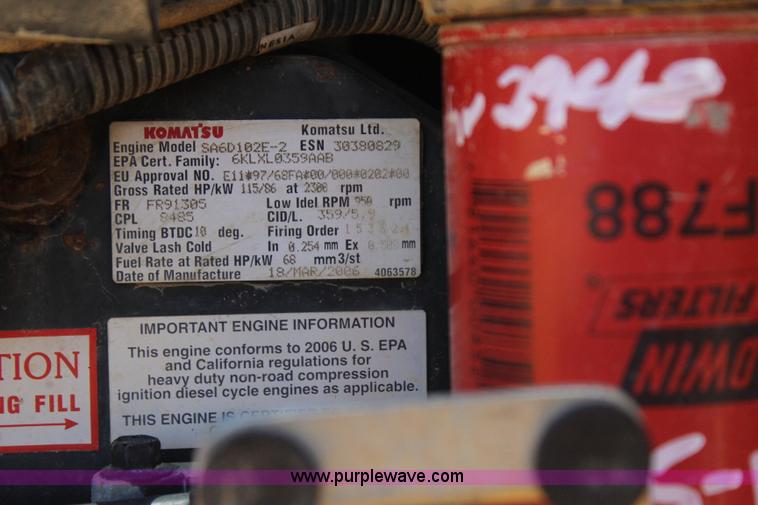 NESIA
KOMATSU Komatsu Ltd.
Engine Model SA6D102E-2 ESN 30380829
EPA Cert. Family: 6KLXL0359AAB
EU Approval NO. E11*97/68FA*00/000*0202*00
Gross Rated HP/kW 115/86 at 2300 rpm
FR FR91305 Low Idel RPM 950 rpm
CPL 8485 CID/L. 359/5.9
Timing BTDC 10 deg. Firing Order 153624
Valve Lash Cold In 0.254 mm Ex mm
Fuel Rate at Rated HP/kW 68 mm3/st
Date of Manufacture 18/MAR/2006 4063578
IMPORTANT ENGINE INFORMATION
This engine conforms to 2006 U. S. EPA
and California regulations for
heavy duty non-road compression
ignition diesel cycle engines as applicable.
THIS ENGINE IS CERTIFIED
TION
NG FILL
F788
FILTERS
DWIN
www.purplewave.com